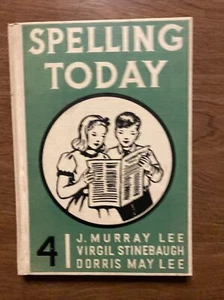 SPELLING
TODAY
4
J. MURRAY LEE
VIRGIL STINEBAUGH
DORRIS MAY LEE